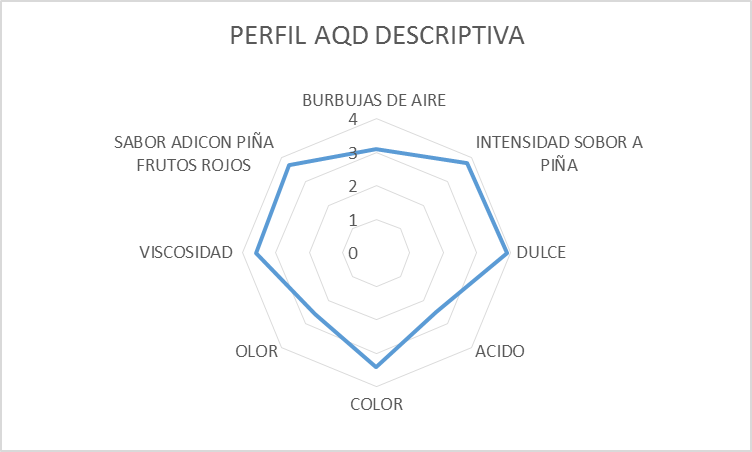 PERFIL AQD DESCRIPTIVA
BURBUJAS DE AIRE
4
3
2
1
0
INTENSIDAD SOBOR A
PIÑA
DULCE
ACIDO
COLOR
OLOR
VISCOSIDAD
SABOR ADICON PIÑA
FRUTOS ROJOS